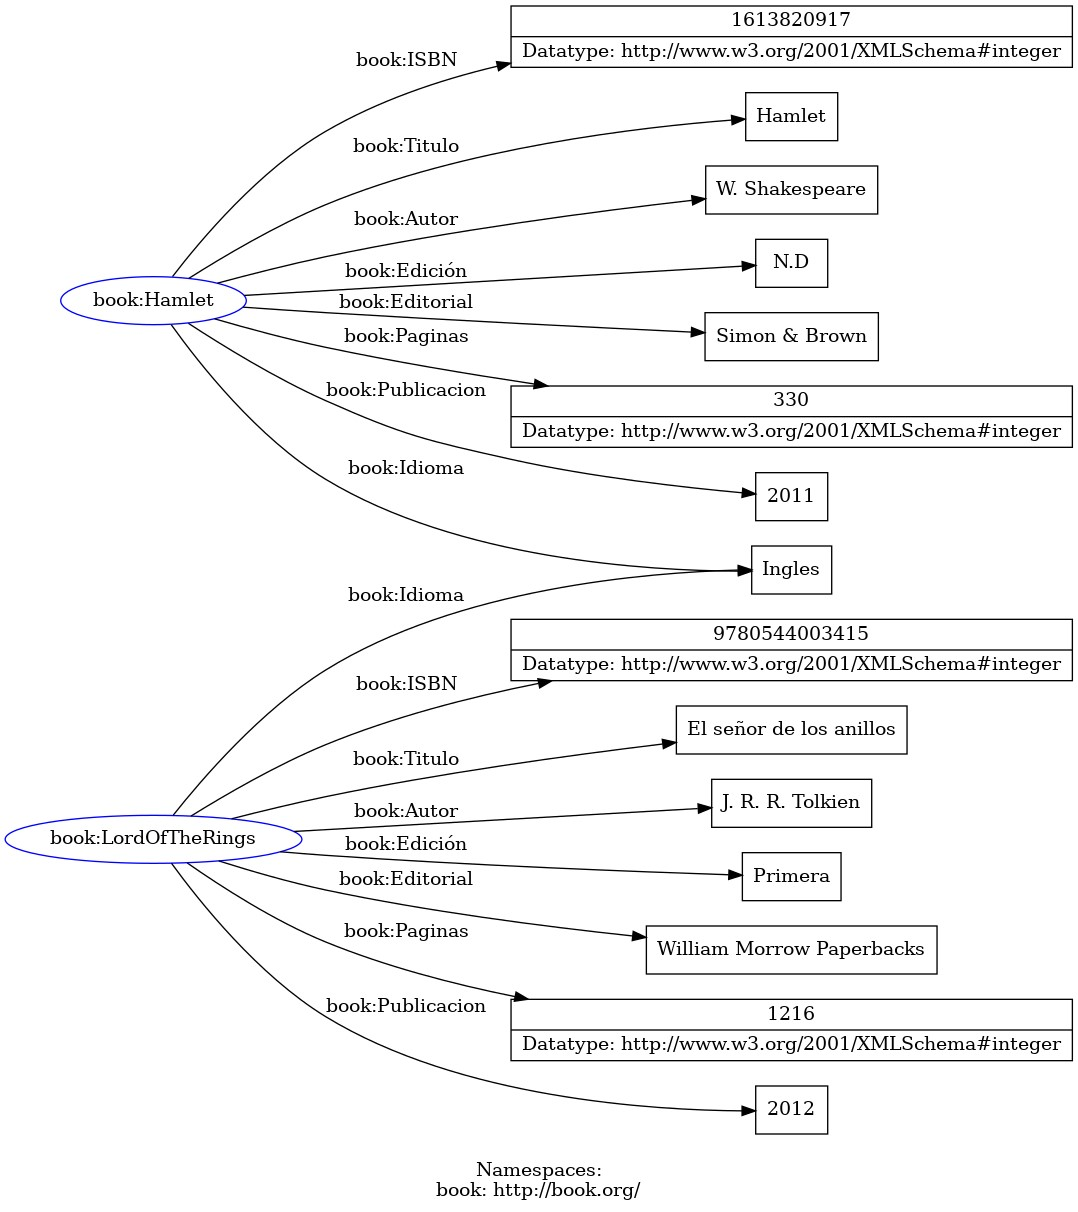 1613820917
Datatype: http://www.w3.org/2001/XMLSchema#integer
book:ISBN
Hamlet
book:Titulo
W. Shakespeare
book:Autor
N.D
book:Edición
book:Hamlet
book:Editorial
Simon & Brown
book:Paginas
330
Datatype: http://www.w3.org/2001/XMLSchema#integer
book:Publicacion
2011
book:Idioma
Ingles
book:Idioma
9780544003415
Datatype: http://www.w3.org/2001/XMLSchema#integer
book:ISBN
El señor de los anillos
book:Titulo
J. R. R. Tolkien
book:Autor
book:LordOfTheRings
book:Edición
Primera
book:Editorial
William Morrow Paperbacks
book:Paginas
1216
Datatype: http://www.w3.org/2001/XMLSchema#integer
book:Publicacion
2012
Namespaces:
book: http://book.org/